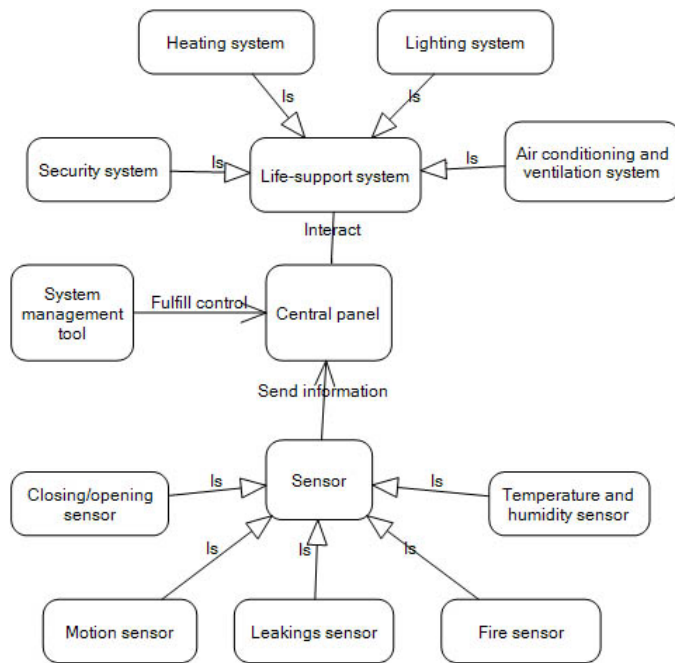 Heating system
Lighting system
Is
Is
Security system
Is
Life-support system
Is
Air conditioning and
ventilation system
Interact
System
management
tool
Fulfill control
Central panel
Send information
Closing/opening
sensor
Is
Sensor
Is
Temperature and
humidity sensor
Is
Is
Is
Motion sensor
Leakings sensor
Fire sensor